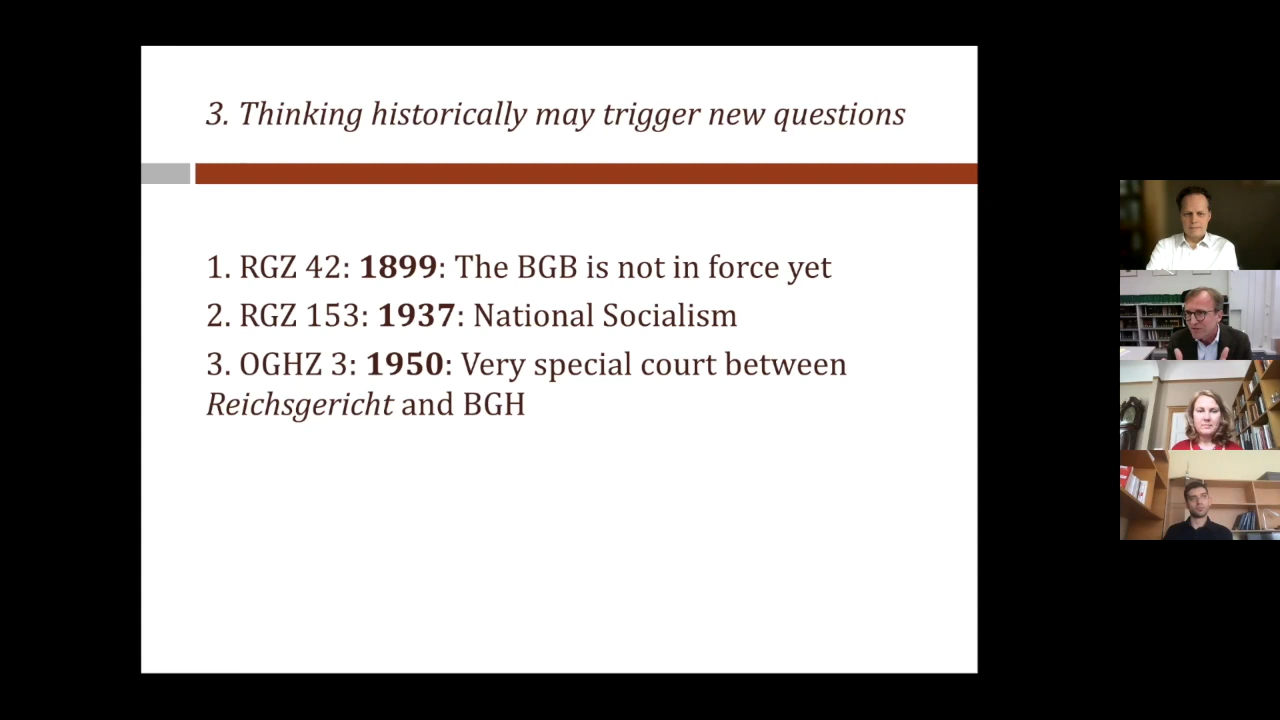 3. Thinking historically may trigger new questions
1. RGZ 42: 1899: The BGB is not in force yet
2. RGZ 153: 1937: National Socialism
3. OGHZ 3: 1950: Very special court between
Reichsgericht and BGH